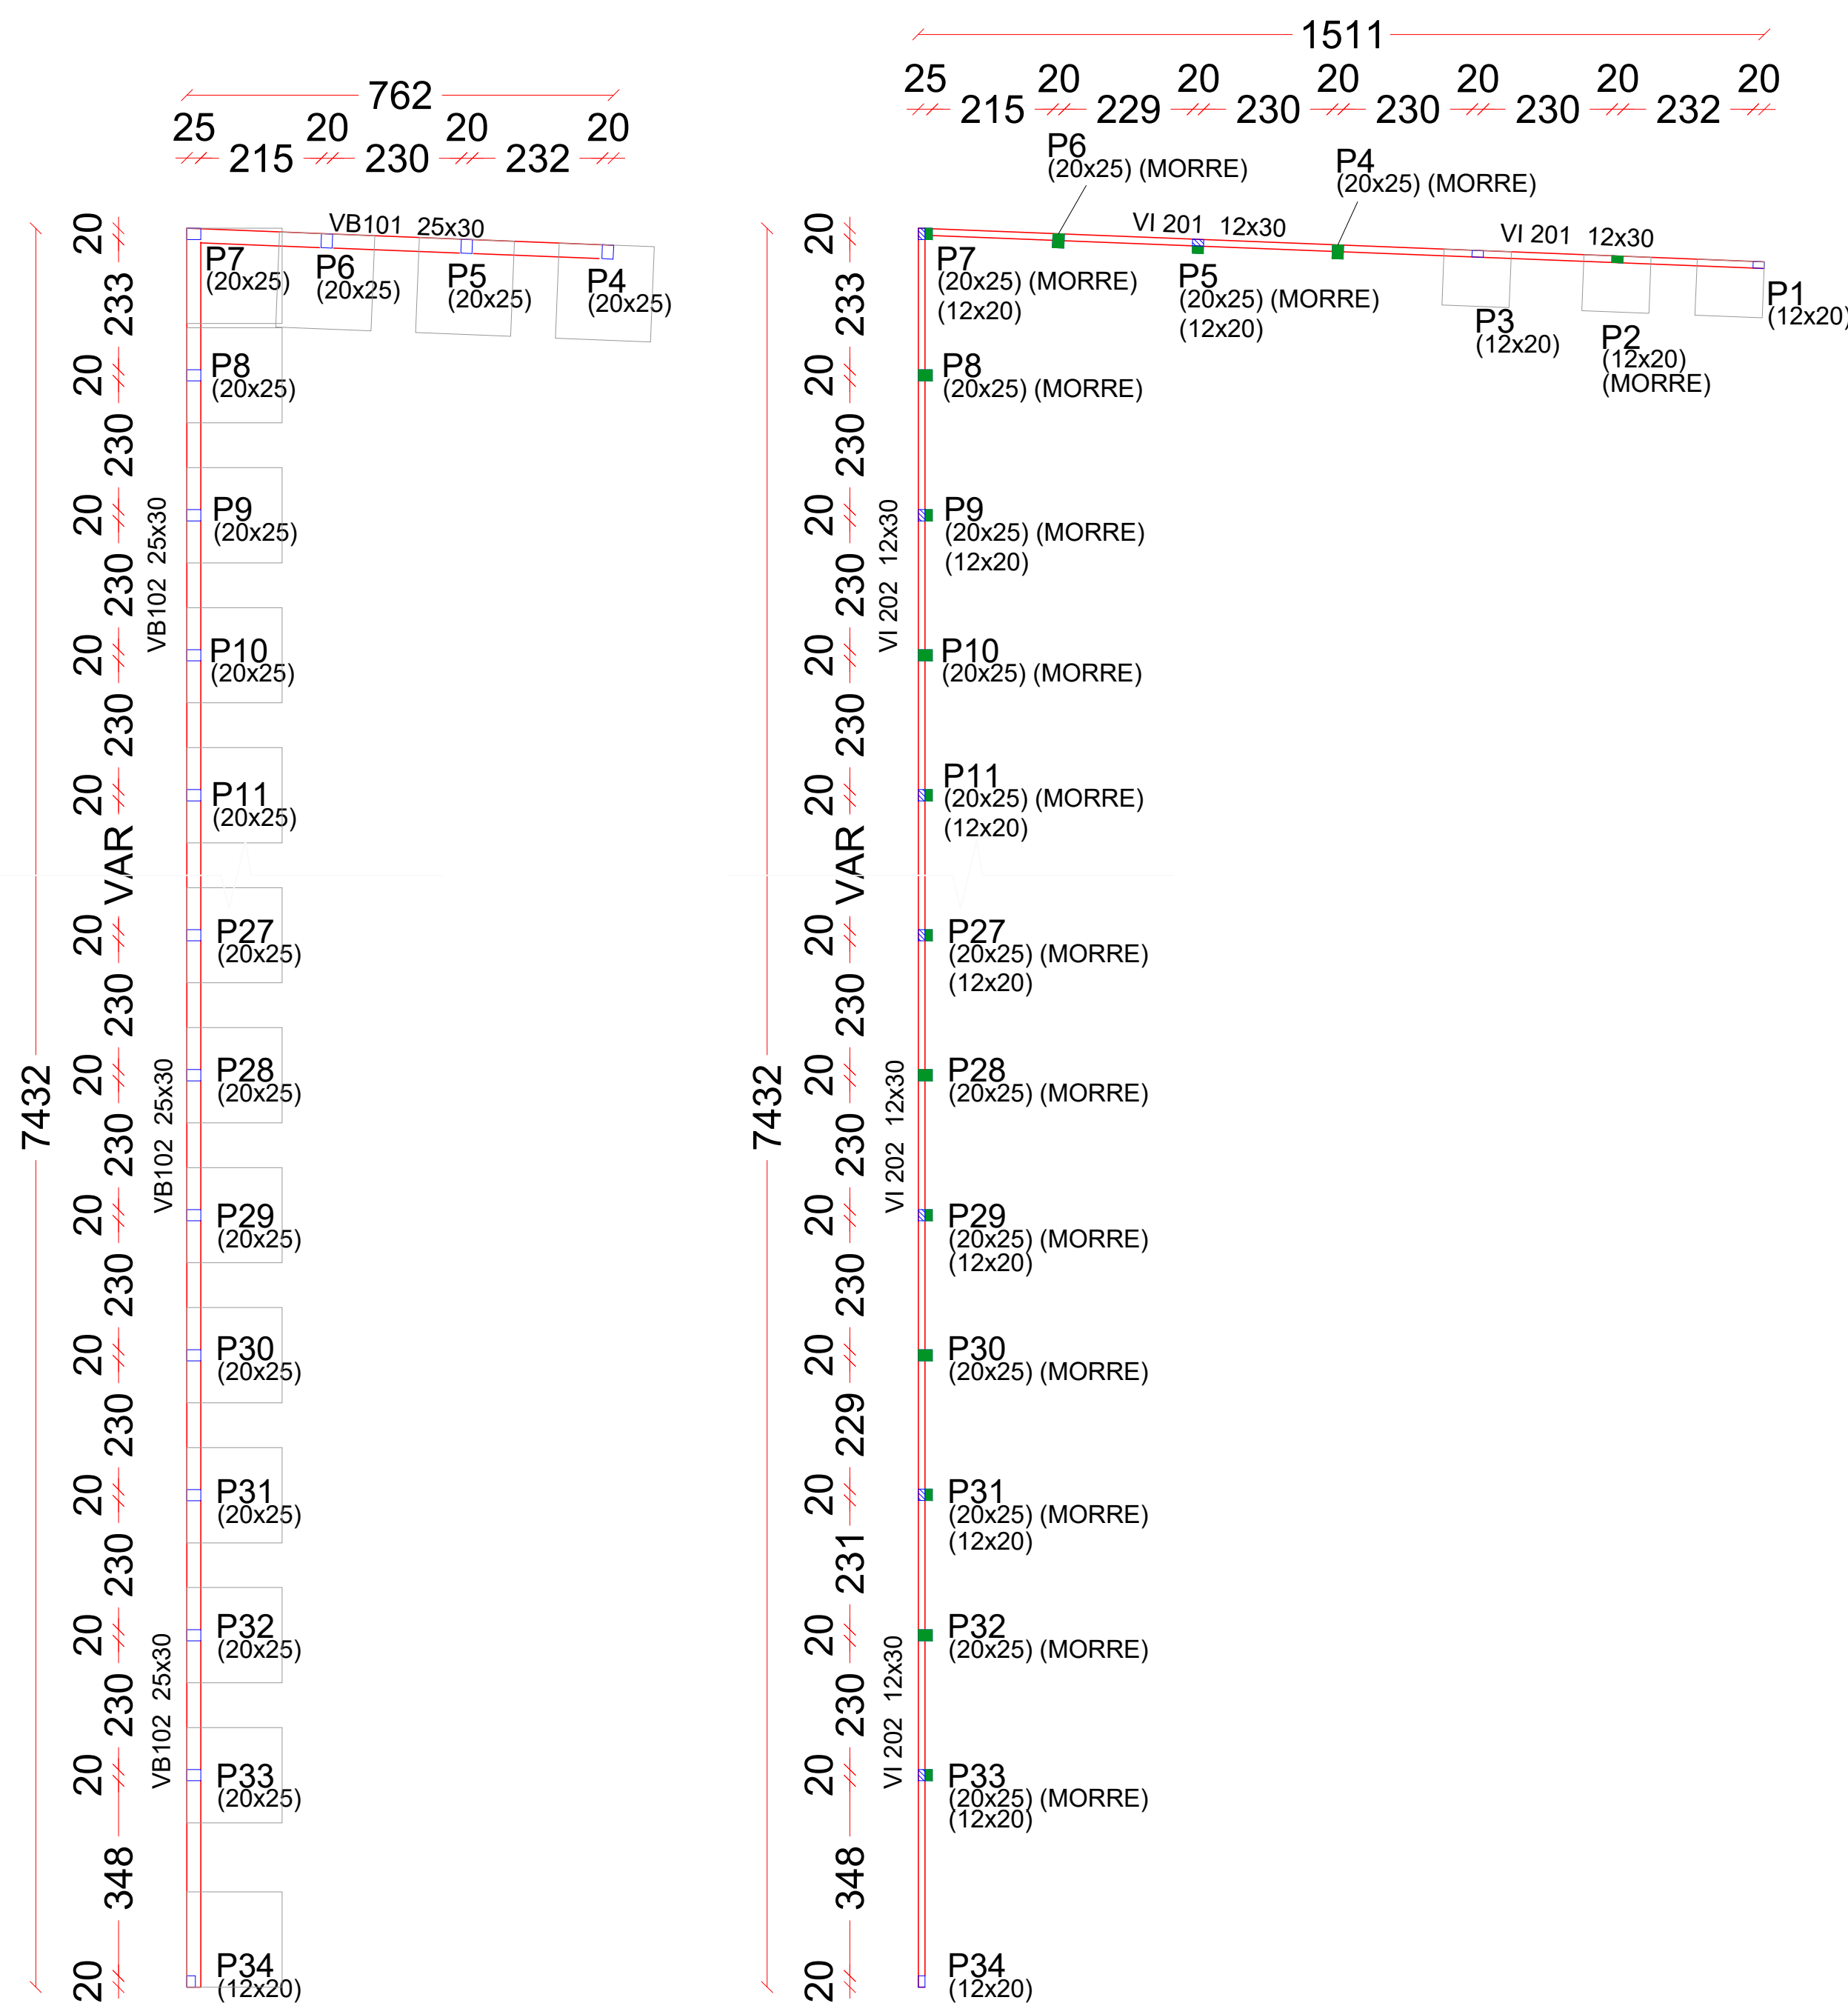 762
25 20 20 20
215 230 232
VB101 25x30
P7
(20x25)
P6
(20x25)
P5
(20x25)
P4
(20x25)
20
233
P8
(20x25)
20
230
P9
(20x25)
20
VB102 25x30
230
P10
(20x25)
20
230
P11
(20x25)
20
VAR
P27
(20x25)
20
230
7432
P28
(20x25)
20
VB102 25x30
230
P29
(20x25)
20
230
P30
(20x25)
20
230
P31
(20x25)
20
230
P32
(20x25)
20
VB102 25x30
230
P33
(20x25)
20
348
P34
(12x20)
20
1511
25 20 20 20 20 20 20
215 229 230 230 230 232
P6
(20x25) (MORRE)
P4
(20x25) (MORRE)
VI 201 12x30
VI 201 12x30
P7
(20x25) (MORRE)
(12x20)
P5
(20x25) (MORRE)
(12x20)
P3
(12x20)
P2
(12x20)
(MORRE)
P1
(12x20)
20
233
P8
(20x25) (MORRE)
20
230
P9
(20x25) (MORRE)
(12x20)
20
VI 202 12x30
230
P10
(20x25) (MORRE)
20
230
P11
(20x25) (MORRE)
(12x20)
20
VAR
P27
(20x25) (MORRE)
(12x20)
20
230
7432
P28
(20x25) (MORRE)
20
VI 202 12x30
230
P29
(20x25) (MORRE)
(12x20)
20
230
P30
(20x25) (MORRE)
20
229
P31
(20x25) (MORRE)
(12x20)
20
231
P32
(20x25) (MORRE)
20
VI 202 12x30
230
P33
(20x25) (MORRE)
(12x20)
20
348
P34
(12x20)
20